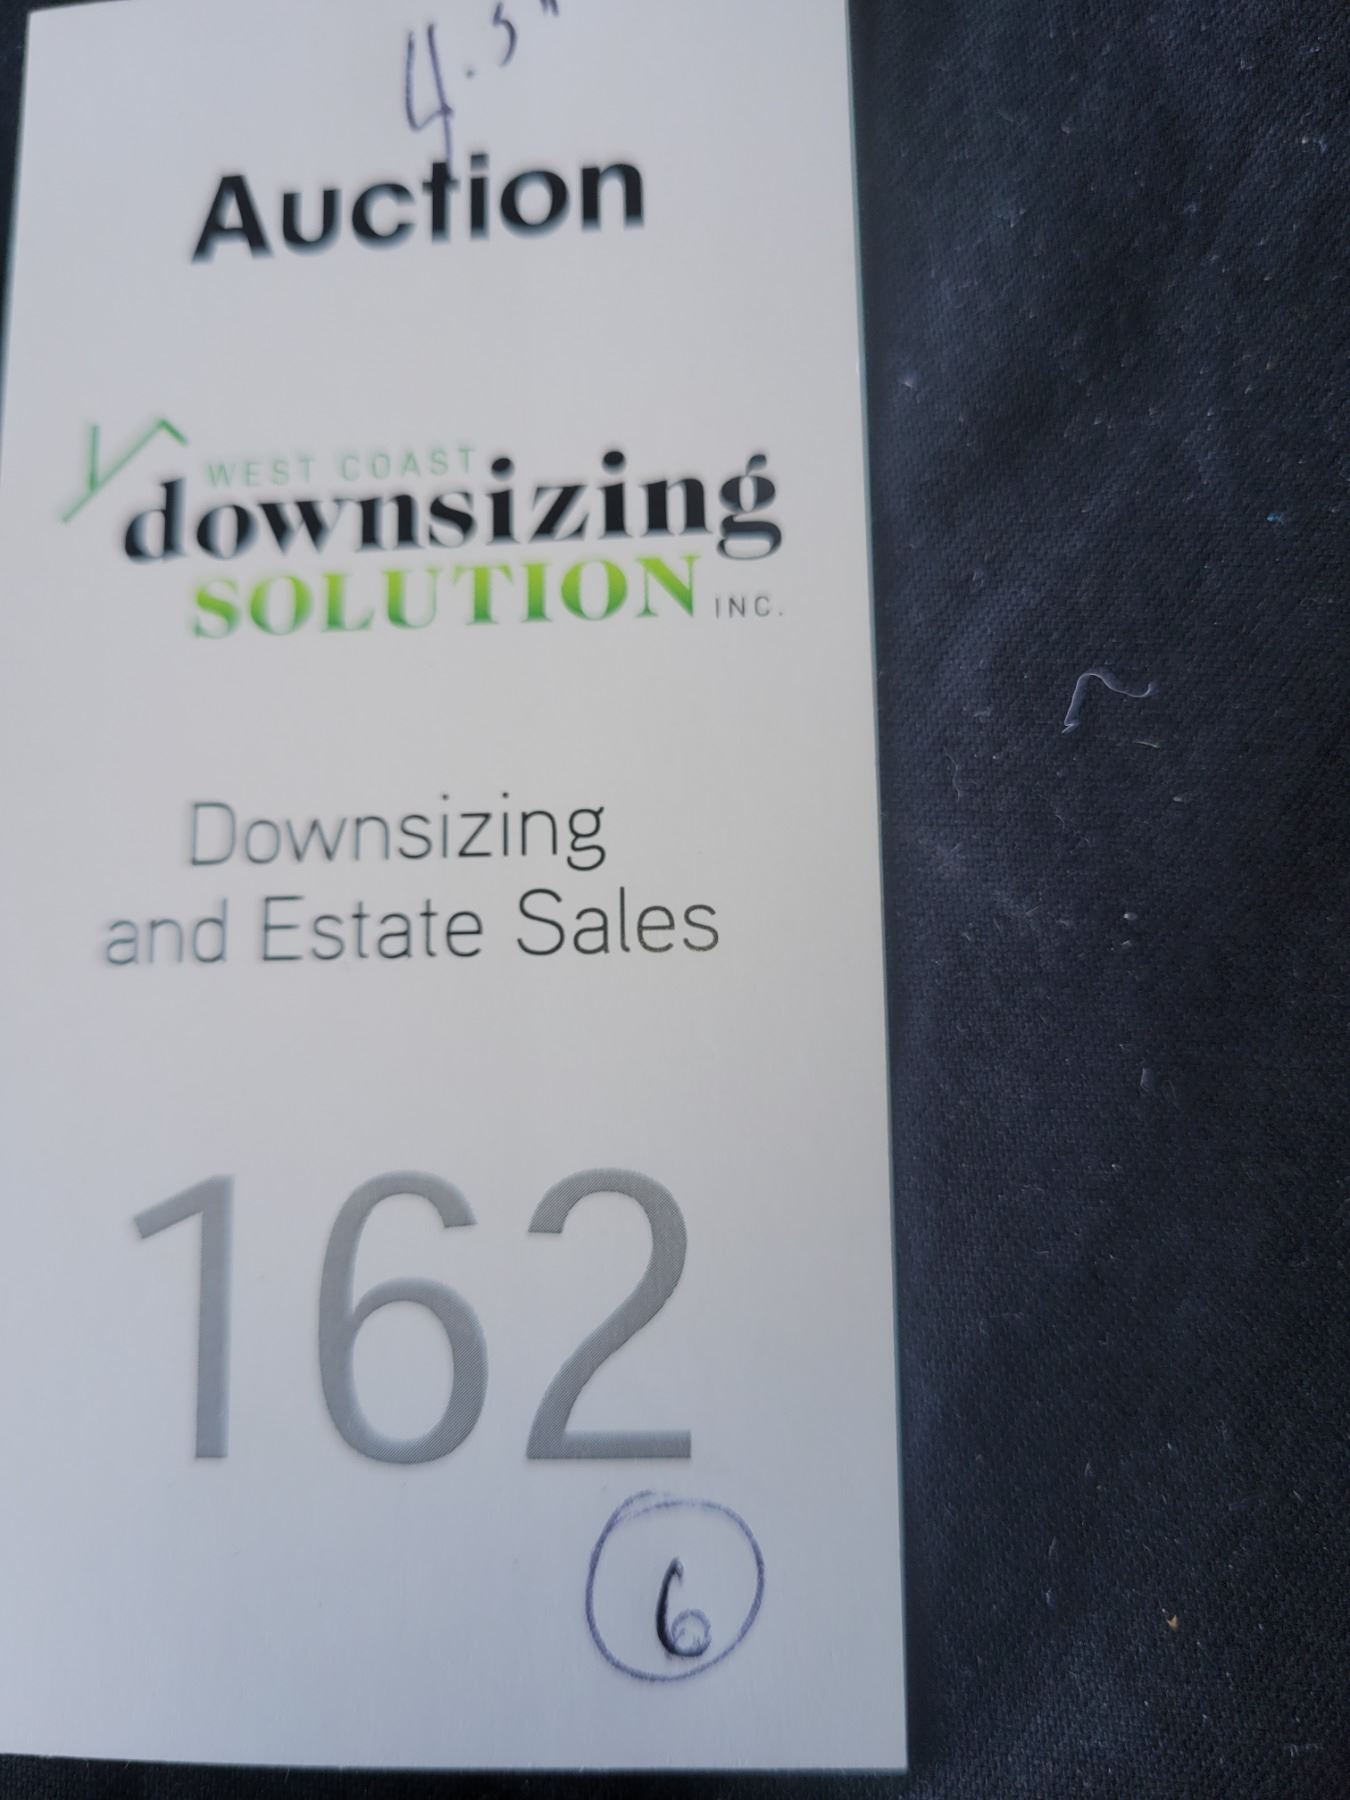 4.5"
Auction
WEST COAST
downsizing
SOLUTION INC.
Downsizing
and Estate Sales
162
6